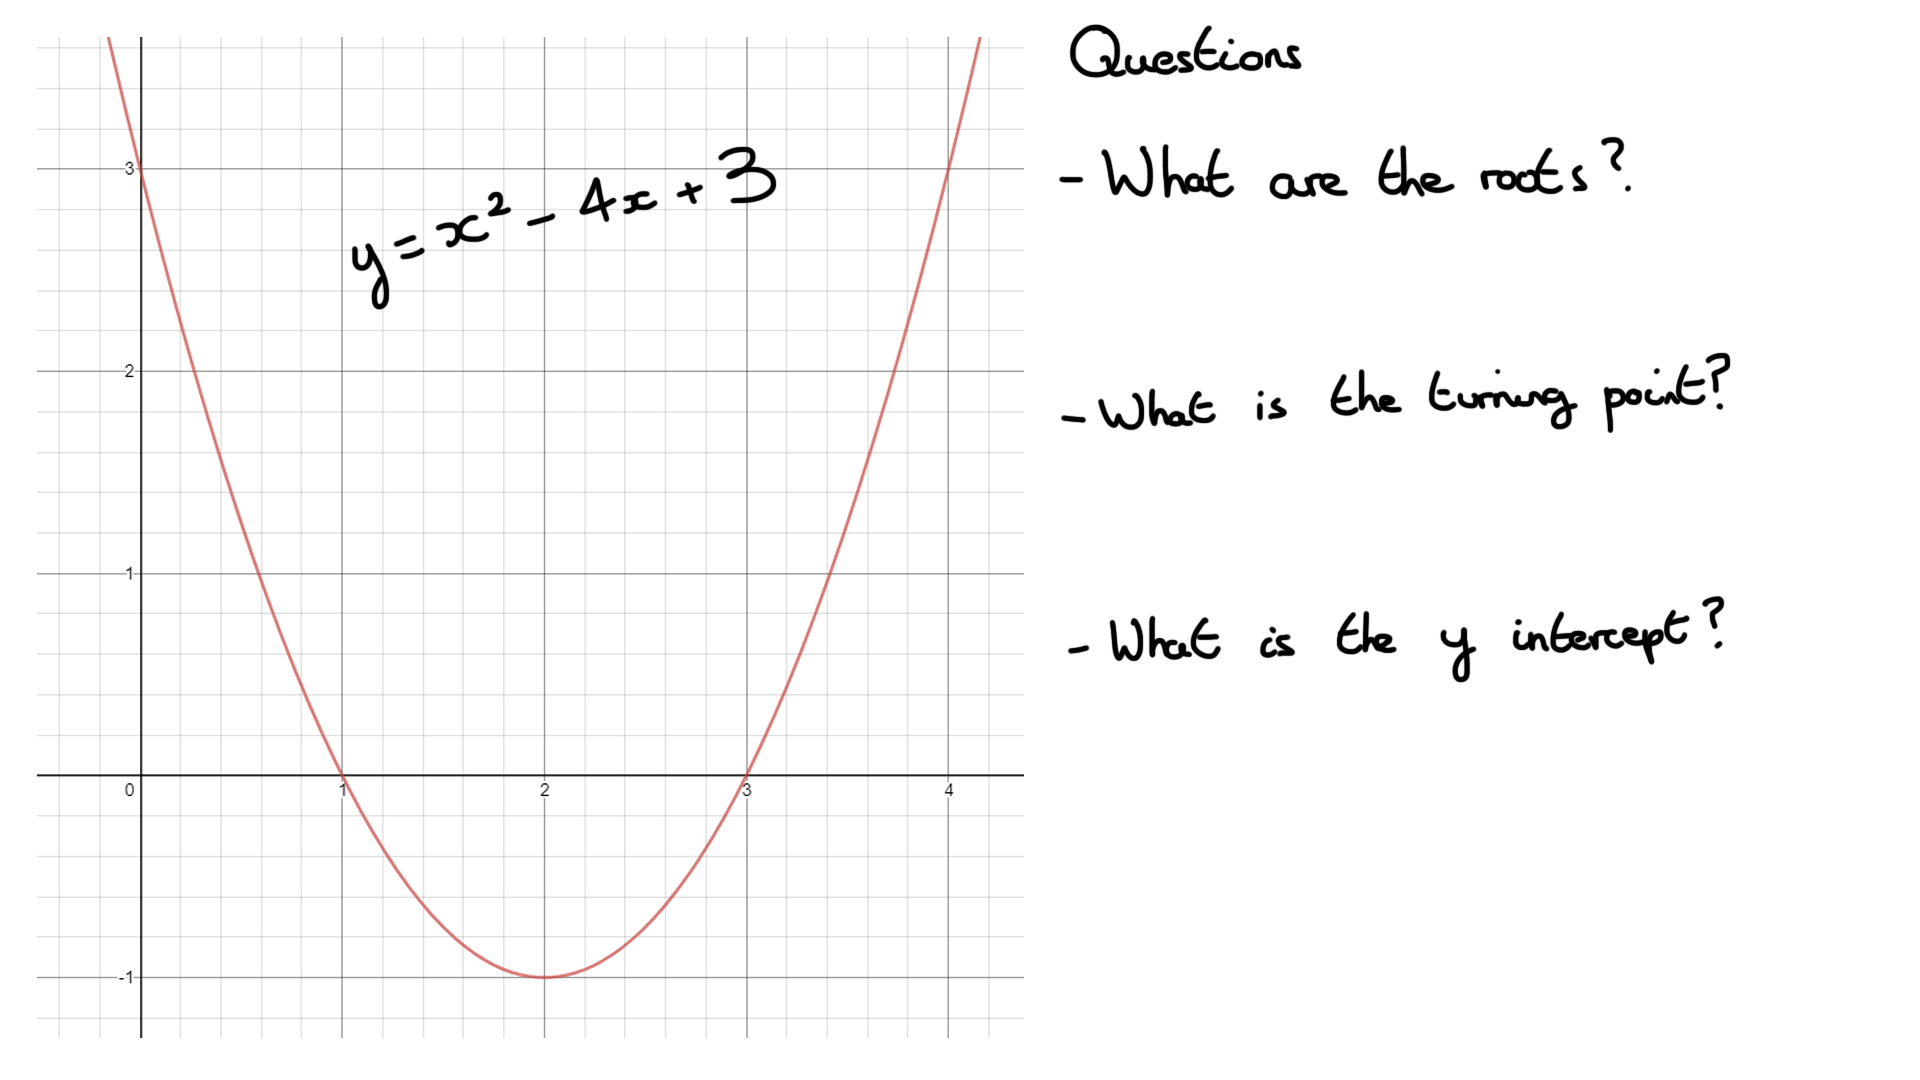 Questions
y = x² - 4x + 3
- What are the roots?
- What is the turning point?
- What is the y intercept?
3
2
1
0 1 2 3 4
-1